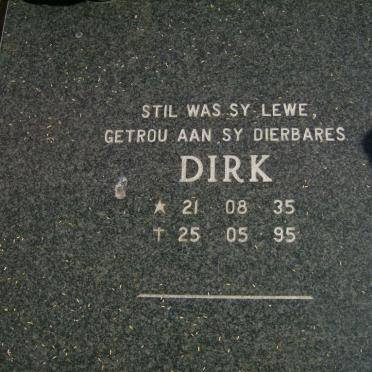 STIL WAS SY LEWE,
GETROU AAN SY DIERBARES
DIRK
★ 21 08 35
† 25 05 95